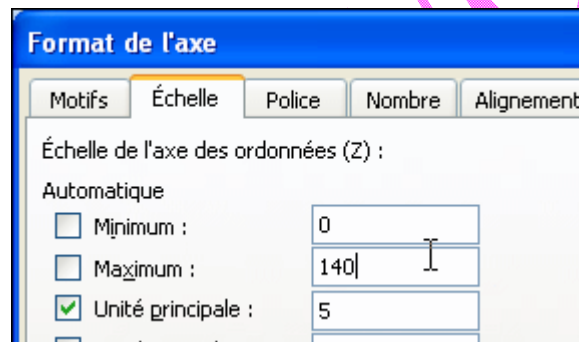 Format de l'axe
Motifs Échelle Police Nombre Alignement
Échelle de l'axe des ordonnées (Z) :
Automatique
Minimum : 0
Maximum : 140
Unité principale : 5